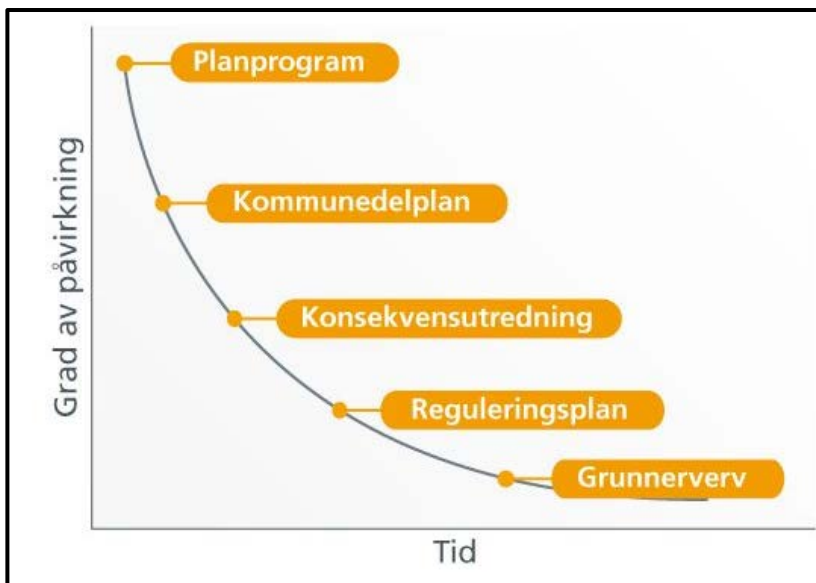 Planprogram
Kommunedelplan
Konsekvensutredning
Reguleringsplan
Grunnerverv
Grad av påvirkning
Tid